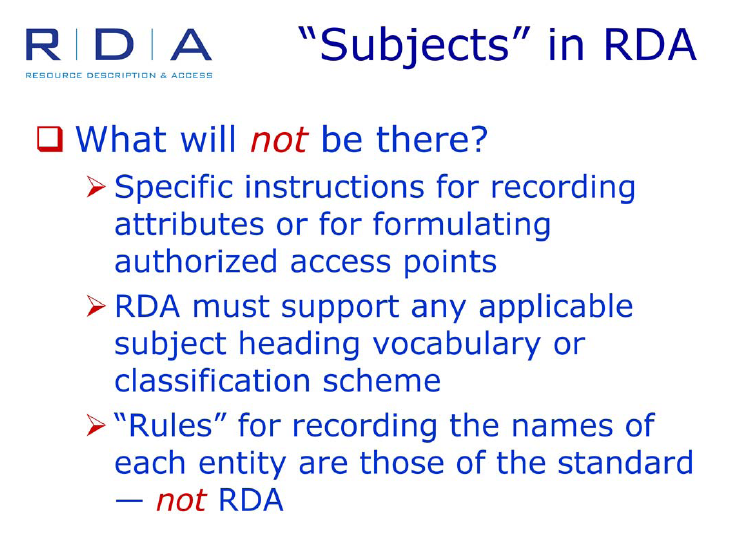 R|D|A
RESOURCE DESCRIPTION & ACCESS
“Subjects” in RDA
What will not be there?
Specific instructions for recording
attributes or for formulating
authorized access points
RDA must support any applicable
subject heading vocabulary or
classification scheme
“Rules” for recording the names of
each entity are those of the standard
— not RDA